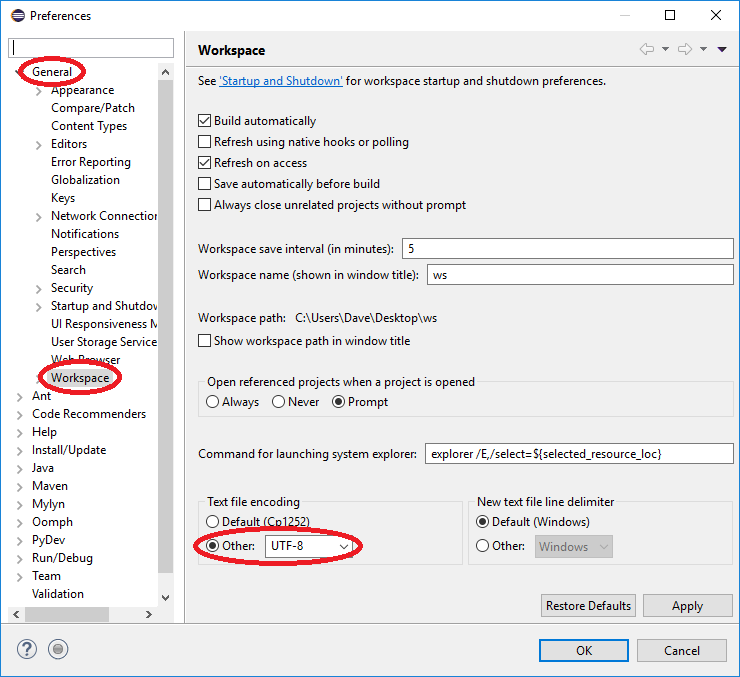 Preferences
General
Appearance
Compare/Patch
Content Types
Editors
Error Reporting
Globalization
Keys
Network Connection
Notifications
Perspectives
Search
Security
Startup and Shutdov
UI Responsiveness M
User Storage Service
Web Browser
Workspace
Ant
Code Recommenders
Help
Install/Update
Java
Maven
Mylyn
Oomph
PyDev
Run/Debug
Team
Validation
Workspace
See 'Startup and Shutdown' for workspace startup and shutdown preferences.
Build automatically
Refresh using native hooks or polling
Refresh on access
Save automatically before build
Always close unrelated projects without prompt
Workspace save interval (in minutes): 5
Workspace name (shown in window title): ws
Workspace path: C:\Users\Dave\Desktop\ws
Show workspace path in window title
Open referenced projects when a project is opened
Always Never Prompt
Command for launching system explorer: explorer /E,/select=${selected_resource_loc}
Text file encoding
Default (Cp1252)
Other: UTF-8
New text file line delimiter
Default (Windows)
Other: Windows
Restore Defaults Apply
? OK Cancel